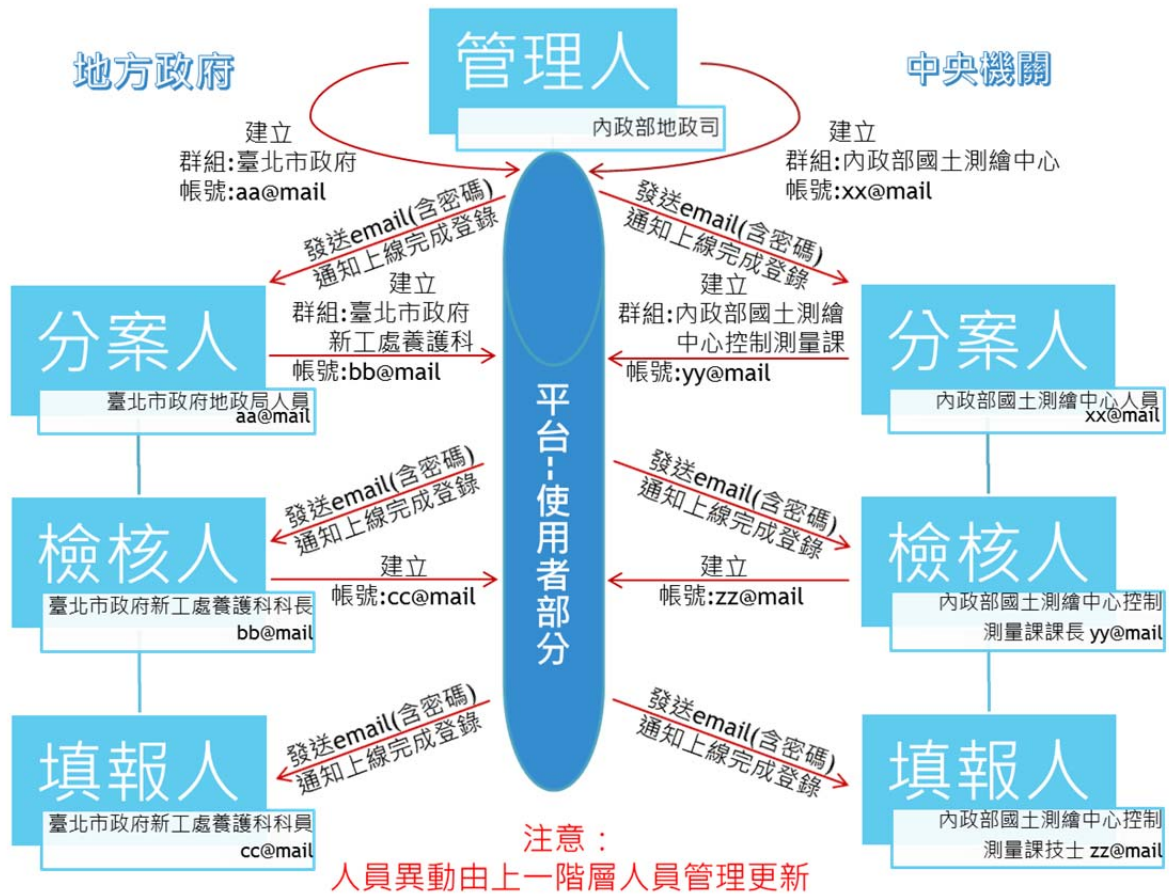 地方政府
管理人
中央機關
內政部地政司
建立
群組:臺北市政府
帳號:aa@mail
建立
群組:內政部國土測繪中心
帳號:xx@mail
發送email(含密碼)
通知上線完成登錄
發送email(含密碼)
通知上線完成登錄
分案人
臺北市政府地政局人員
aa@mail
建立
群組:臺北市政府
新工處養護科
帳號:bb@mail
建立
群組:內政部國土測繪
中心控制測量課
帳號:yy@mail
分案人
內政部國土測繪中心人員
xx@mail
平台--使用者部分
發送email(含密碼)
通知上線完成登錄
發送email(含密碼)
通知上線完成登錄
檢核人
臺北市政府新工處養護科科長
bb@mail
建立
帳號:cc@mail
建立
帳號:zz@mail
檢核人
內政部國土測繪中心控制
測量課課長 yy@mail
發送email(含密碼)
通知上線完成登錄
發送email(含密碼)
通知上線完成登錄
填報人
臺北市政府新工處養護科科員
cc@mail
填報人
內政部國土測繪中心控制
測量課技士 zz@mail
注意：
人員異動由上一階層人員管理更新